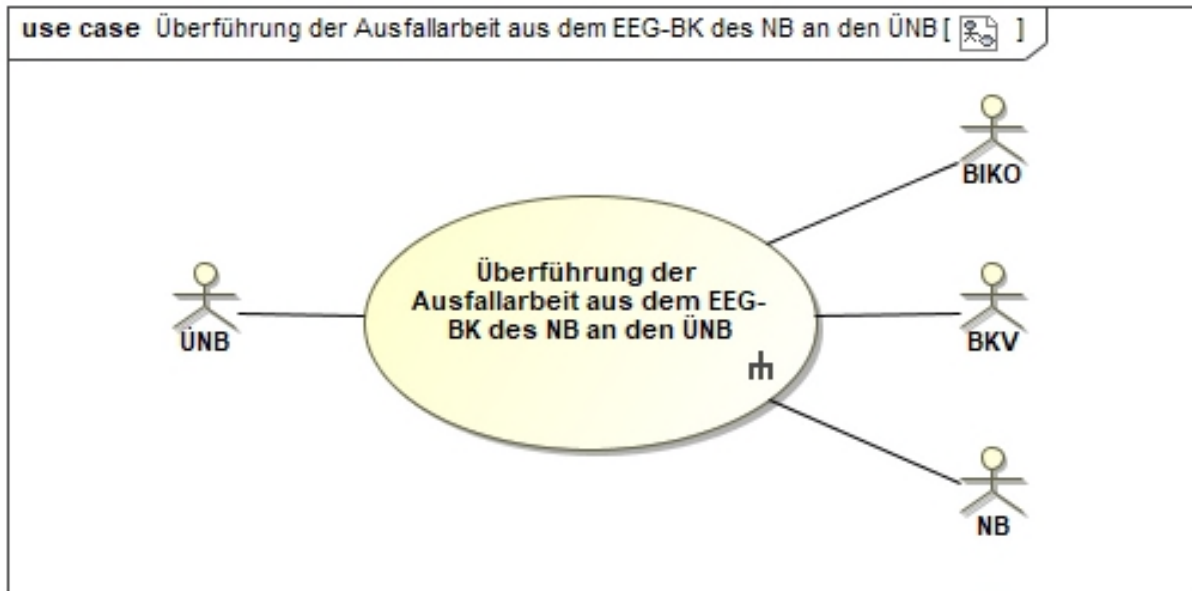 use case Überführung der Ausfallarbeit aus dem EEG-BK des NB an den ÜNB [ ]
BIKO
Überführung der
Ausfallarbeit aus dem EEG-
BK des NB an den ÜNB
ÜNB
BKV
NB